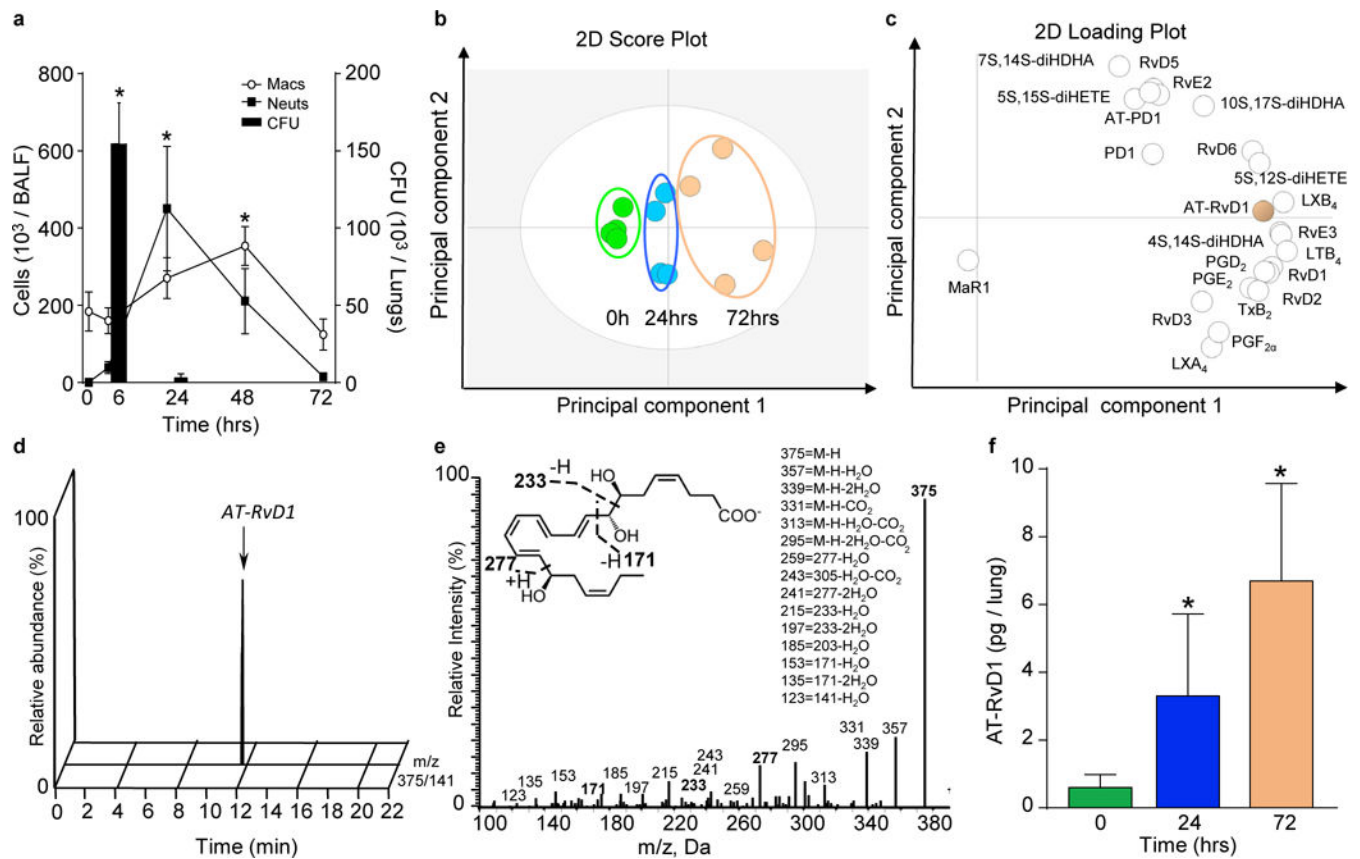 a
800
600
400
200
0
Cells (10³ / BALF)
*
*
*
Macs
Neuts
CFU
200
150
100
50
0
CFU (10³ / Lungs)
0
6
24
48
72
Time (hrs)
b
2D Score Plot
Principal component 2
0h
24hrs
72hrs
Principal component 1
c
2D Loading Plot
Principal component 2
7S,14S-diHDHA
RvD5
RvE2
5S,15S-diHETE
10S,17S-diHDHA
AT-PD1
PD1
RvD6
5S,12S-diHETE
AT-RvD1
LXB₄
RvE3
4S,14S-diHDHA
LTB₄
PGD₂
RvD1
PGE₂
MaR1
TxB₂
RvD2
RvD3
PGF₂α
LXA₄
Principal component 1
d
100
Relative abundance (%)
0
AT-RvD1
m/z
375/141
0 2 4 6 8 10 12 14 16 18 20 22
Time (min)
e
100
Relative Intensity (%)
0
-H
233
HO
COO⁻
OH
-H 171
277
+H
HO
375=M-H
357=M-H-H₂O
339=M-H-2H₂O
331=M-H-CO₂
313=M-H-H₂O-CO₂
295=M-H-2H₂O-CO₂
259=277-H₂O
243=305-H₂O-CO₂
241=277-2H₂O
215=233-H₂O
197=233-2H₂O
185=203-H₂O
153=171-H₂O
135=171-2H₂O
123=141-H₂O
375
123
135
153
171
185
197
215
233
243
241
259
277
295
313
331
339
357
100 140 180 220 260 300 340 380
m/z, Da
f
10
8
6
4
2
0
AT-RvD1 (pg / lung)
*
*
0
24
72
Time (hrs)